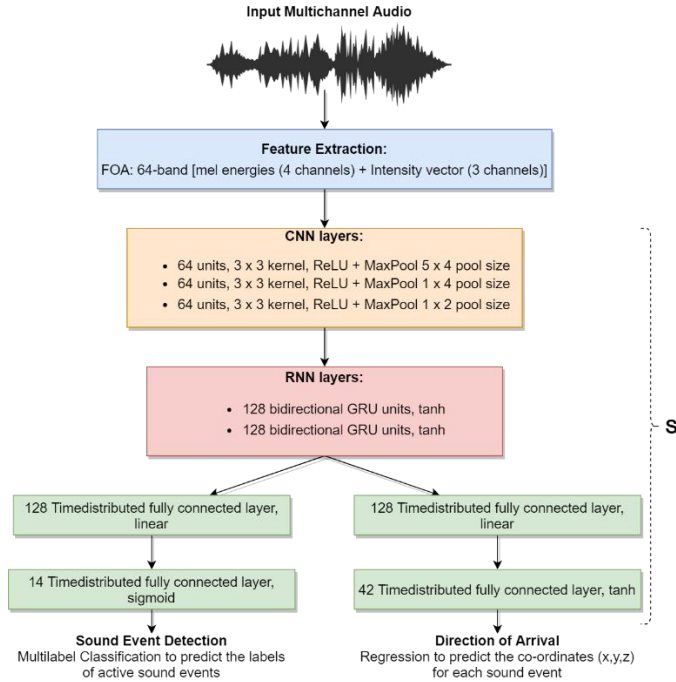 Input Multichannel Audio
Feature Extraction:
FOA: 64-band [mel energies (4 channels) + Intensity vector (3 channels)]
CNN layers:
• 64 units, 3 x 3 kernel, ReLU + MaxPool 5 x 4 pool size
• 64 units, 3 x 3 kernel, ReLU + MaxPool 1 x 4 pool size
• 64 units, 3 x 3 kernel, ReLU + MaxPool 1 x 2 pool size
RNN layers:
• 128 bidirectional GRU units, tanh
• 128 bidirectional GRU units, tanh
S
128 Timedistributed fully connected layer,
linear
14 Timedistributed fully connected layer,
sigmoid
Sound Event Detection
Multilabel Classification to predict the labels
of active sound events
128 Timedistributed fully connected layer,
linear
42 Timedistributed fully connected layer, tanh
Direction of Arrival
Regression to predict the co-ordinates (x,y,z)
for each sound event